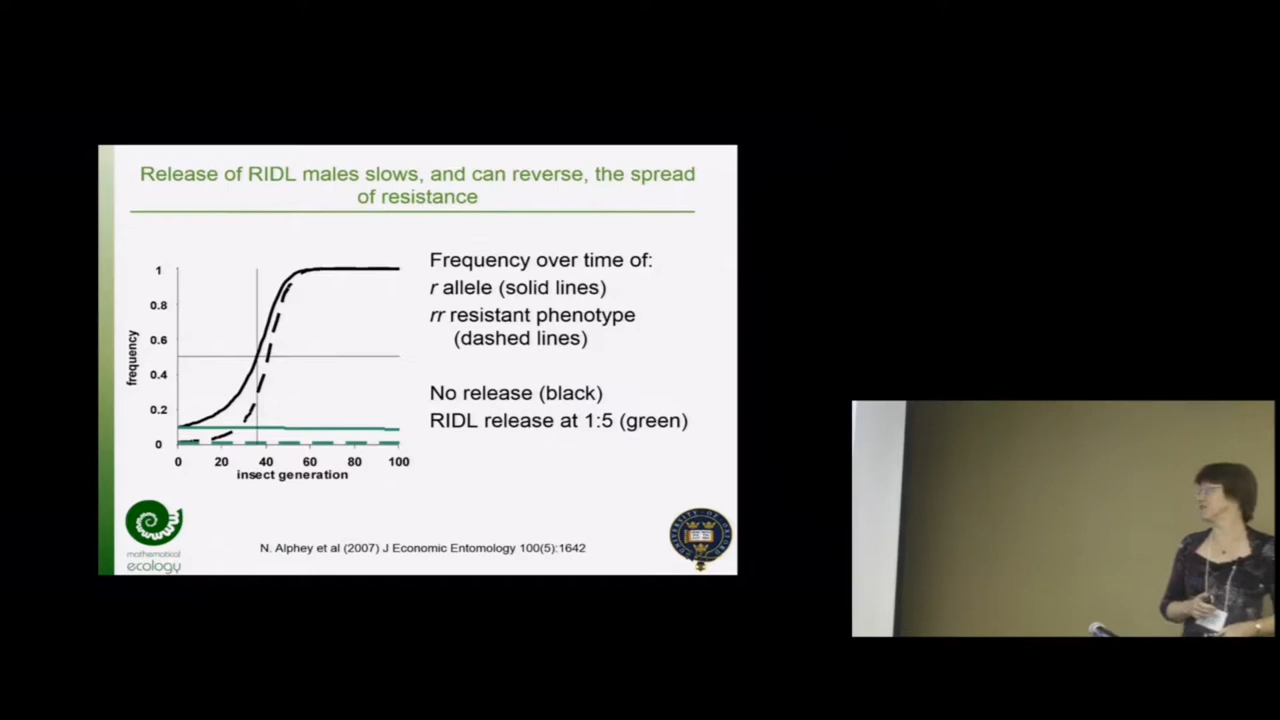 Release of RIDL males slows, and can reverse, the spread
of resistance
Frequency over time of:
r allele (solid lines)
rr resistant phenotype
(dashed lines)
No release (black)
RIDL release at 1:5 (green)
frequency
1
0.8
0.6
0.4
0.2
0
0 20 40 60 80 100
insect generation
mathematical
ecology
N. Alphey et al (2007) J Economic Entomology 100(5):1642
UNIVERSITY OF OXFORD